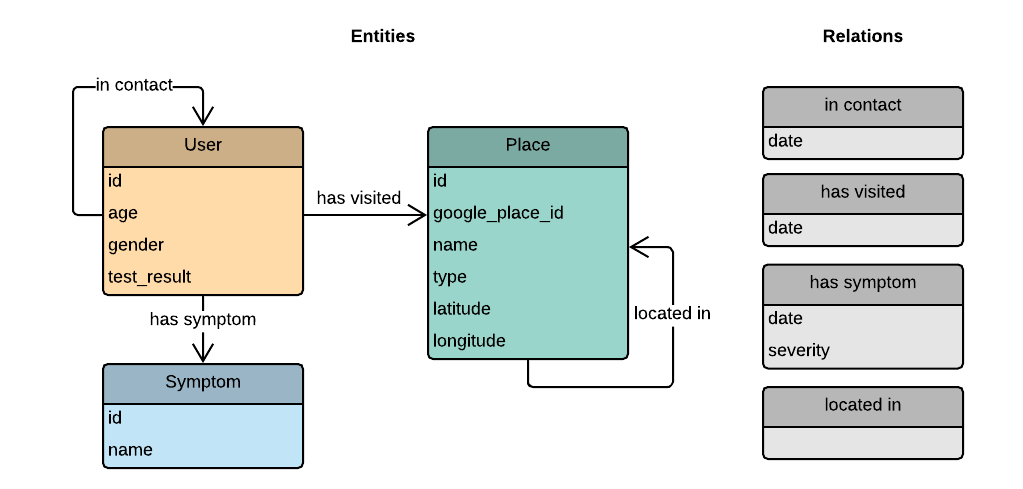 Entities
Relations
in contact
User
id
age
gender
test_result
has visited
Place
id
google_place_id
name
type
latitude
longitude
located in
has symptom
Symptom
id
name
in contact
date
has visited
date
has symptom
date
severity
located in